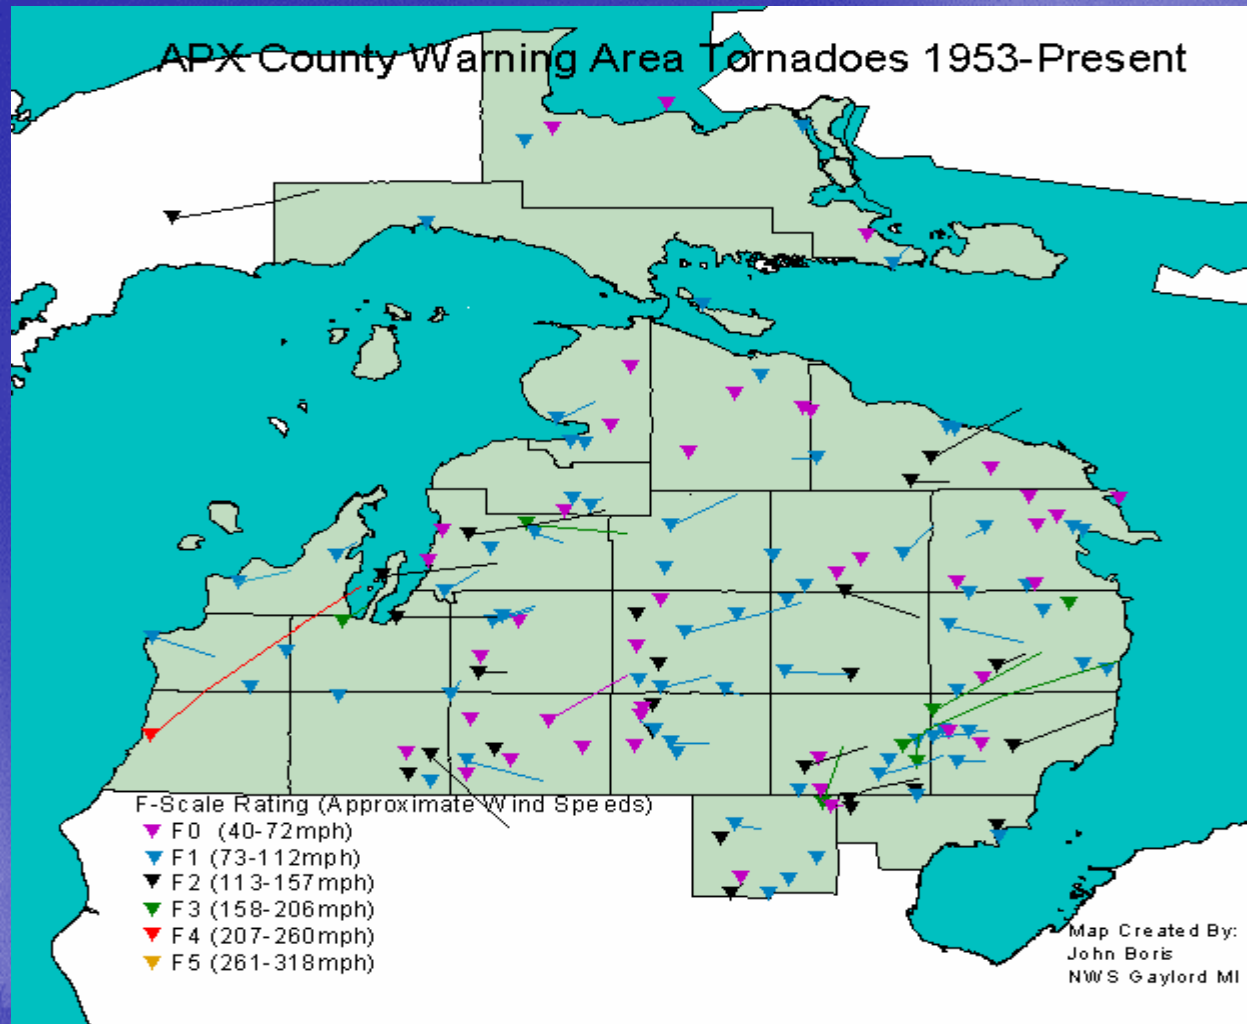 APX County Warning Area Tornadoes 1953-Present
F-Scale Rating (Approximate Wind Speeds)
F0 (40-72mph)
F1 (73-112mph)
F2 (113-157mph)
F3 (158-206mph)
F4 (207-260mph)
F5 (261-318mph)
Map Created By:
John Boris
NWS Gaylord MI